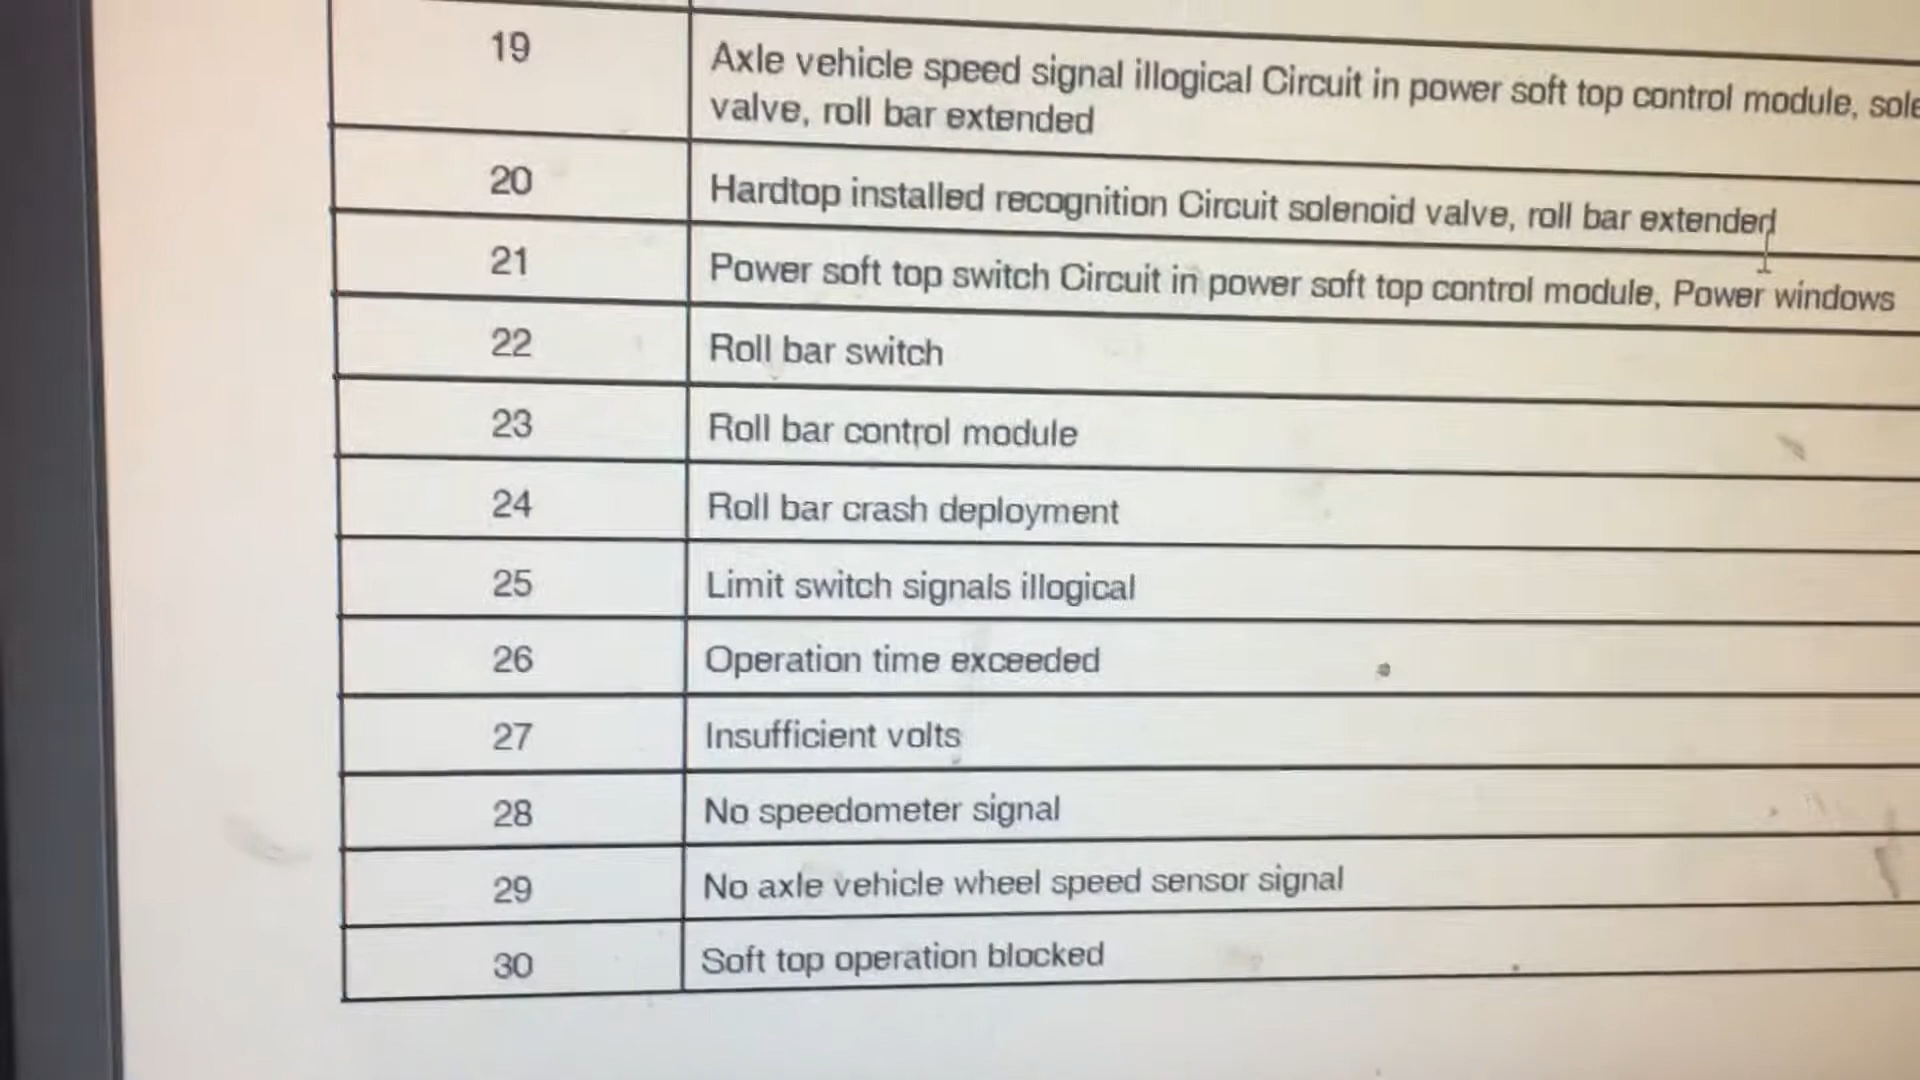 19
Axle vehicle speed signal illogical Circuit in power soft top control module,
valve, roll bar extended
20
Hardtop installed recognition Circuit solenoid valve, roll bar extended
21
Power soft top switch Circuit in power soft top control module, Power windows
22
Roll bar switch
23
Roll bar control module
24
Roll bar crash deployment
25
Limit switch signals illogical
26
Operation time exceeded
27
Insufficient volts
28
No speedometer signal
29
No axle vehicle wheel speed sensor signal
30
Soft top operation blocked